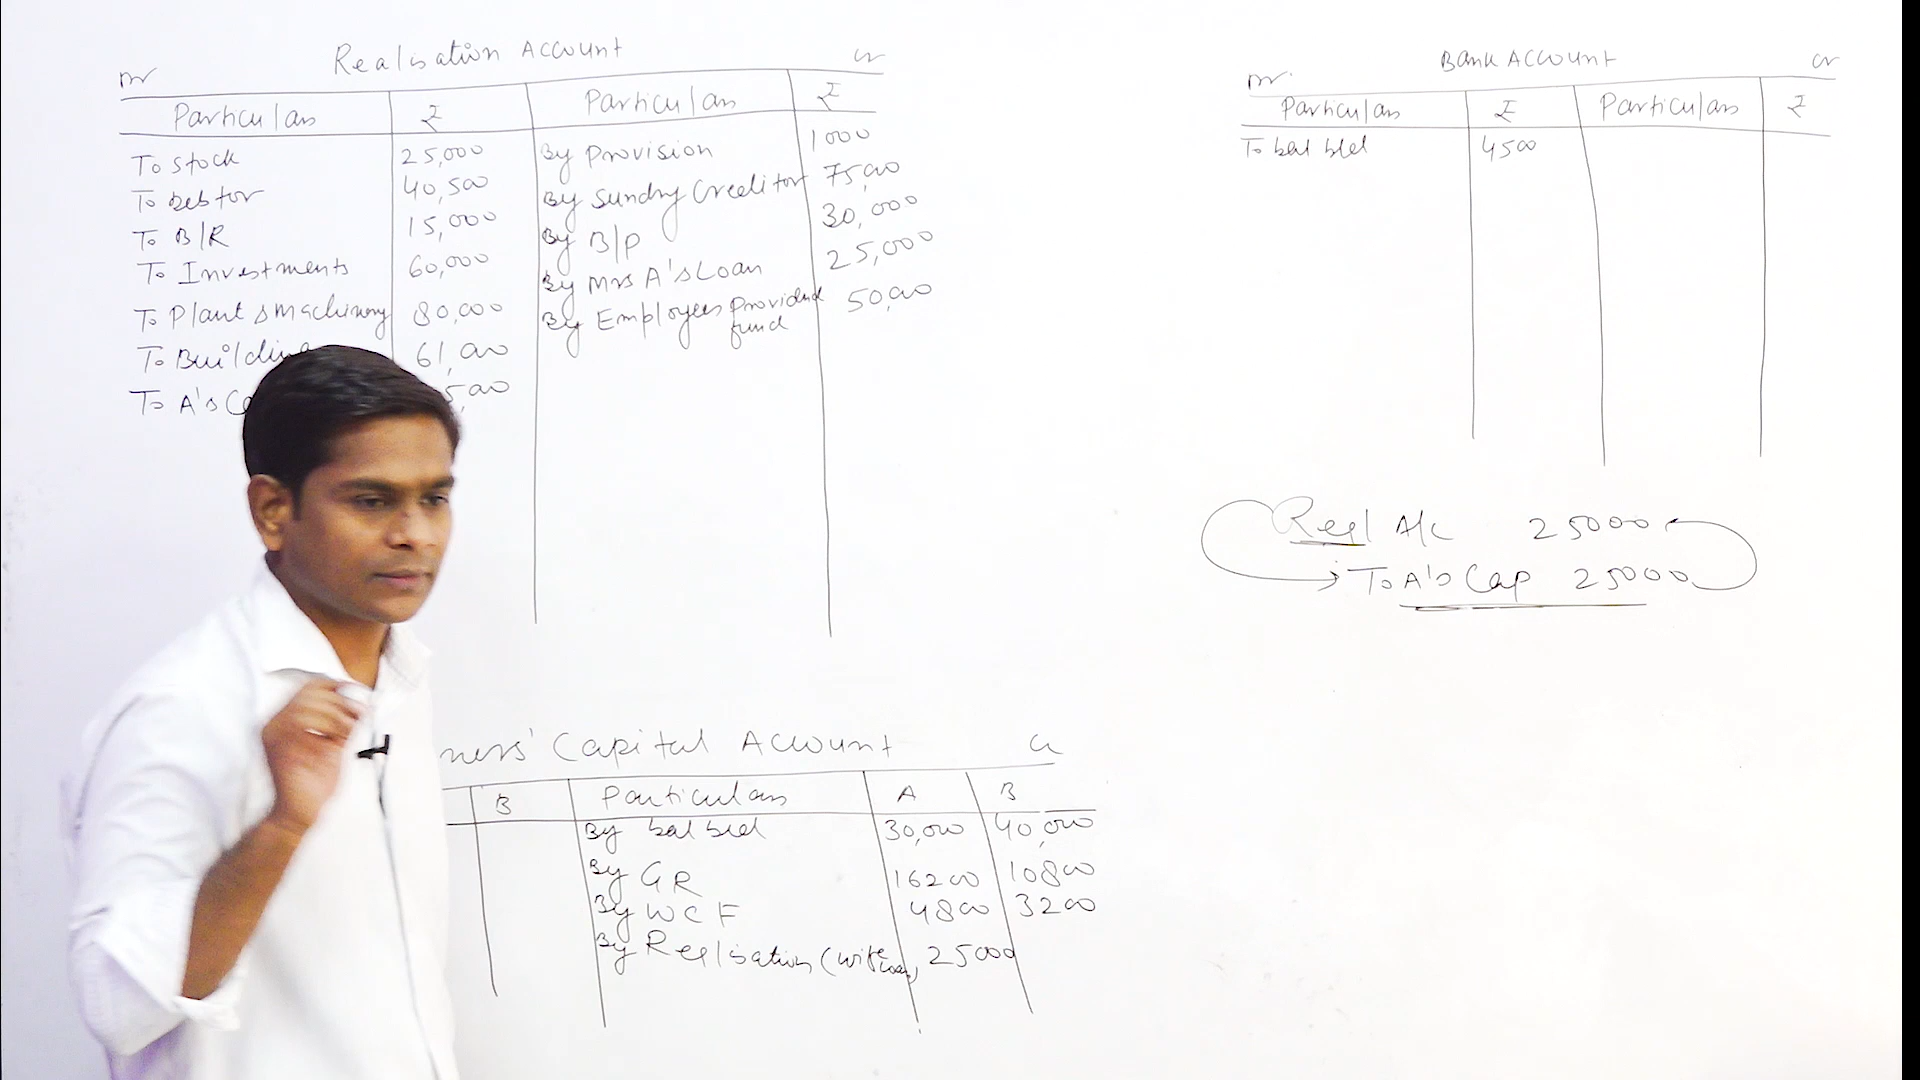 Realisation Account
Dr
Cr
Particulars ₹ Particulars ₹
To stock 25,000 By Provision 1000
To Debtor 40,500 By Sundry Creditor 75,000
To B/R 15,000 By B/P 30,000
To Investments 60,000 By Mrs A's Loan 25,000
To Plant & machinery 80,000 By Employees Provident fund 50,000
To Building 61,000
To A's
Bank Account
Dr.
Cr
Particulars ₹ Particulars ₹
To bal b/d 4500
Real A/c 25000
To A's Cap 25000
ners' Capital Account
Cr
B Particulars A B
By bal b/d 30,000 40,000
By GR 16200 10800
By WCF 4800 3200
By Realisation (wife loan) 25000